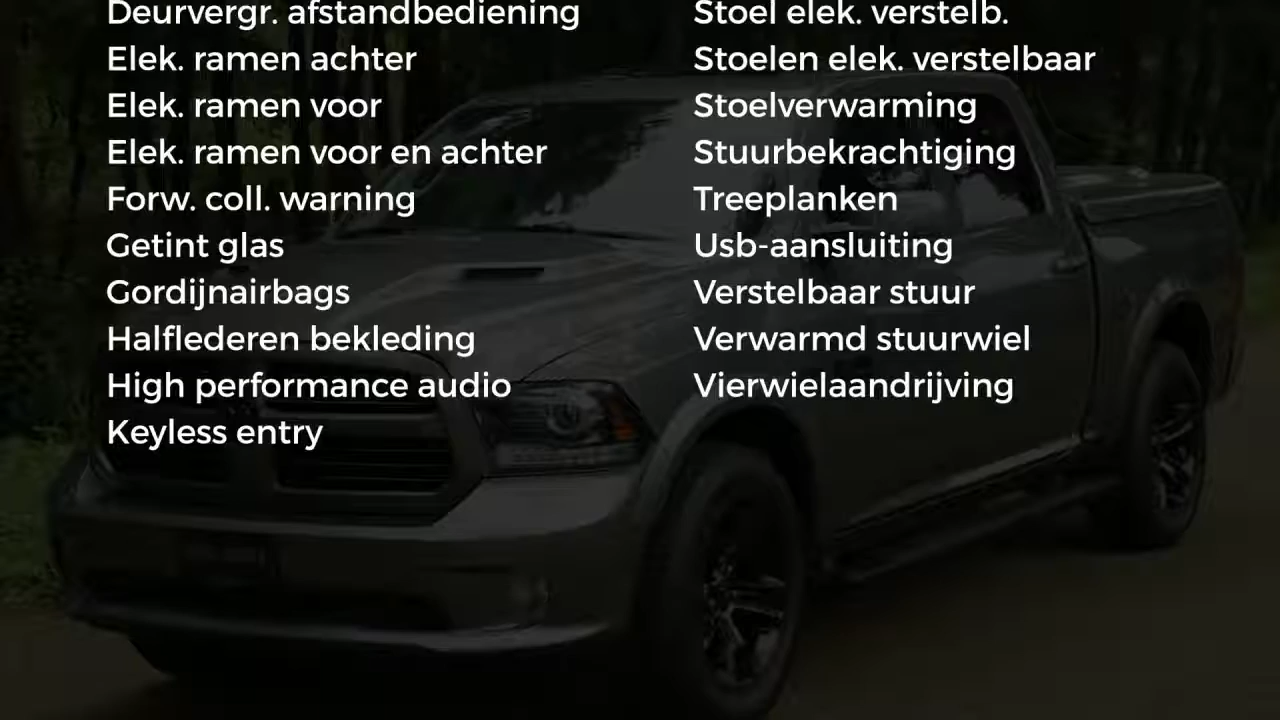 Deurvergr. afstandbediening
Elek. ramen achter
Elek. ramen voor
Elek. ramen voor en achter
Forw. coll. warning
Getint glas
Gordijnairbags
Halflederen bekleding
High performance audio
Keyless entry
Stoel elek. verstelb.
Stoelen elek. verstelbaar
Stoelverwarming
Stuurbekrachtiging
Treeplanken
Usb-aansluiting
Verstelbaar stuur
Verwarmd stuurwiel
Vierwielaandrijving